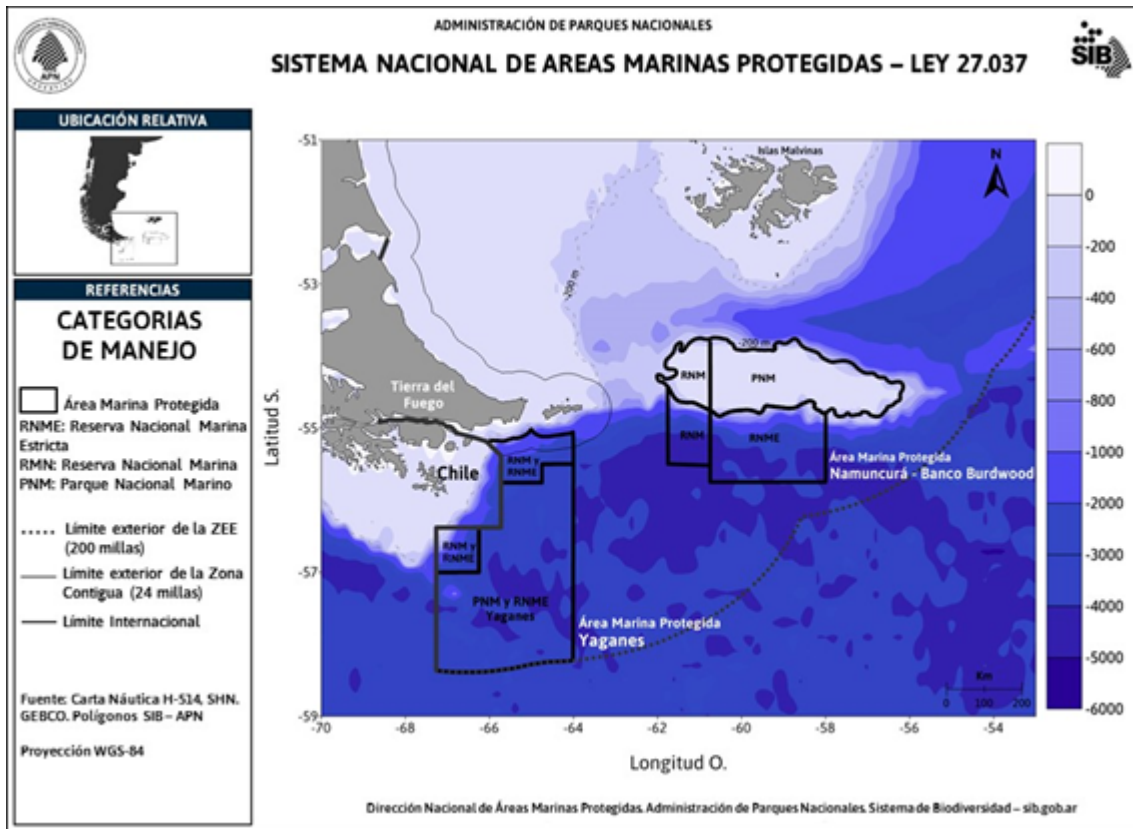 ADMINISTRACIÓN DE PARQUES NACIONALES
SISTEMA NACIONAL DE AREAS MARINAS PROTEGIDAS – LEY 27.037
APN
SIB
UBICACIÓN RELATIVA
REFERENCIAS
CATEGORIAS
DE MANEJO
Área Marina Protegida
RNME: Reserva Nacional Marina
Estricta
RMN: Reserva Nacional Marina
PNM: Parque Nacional Marino
Límite exterior de la ZEE
(200 millas)
Límite exterior de la Zona
Contigua (24 millas)
Límite Internacional
Fuente: Carta Náutica H-514, SHN.
GEBCO. Polígonos SIB – APN
Proyección WGS-84
Latitud S.
-51
-53
-55
-57
-59
Islas Malvinas
N
-200 m
-200 m
RNM
PNM
Tierra del
Fuego
RNM
RNME
Chile
RNM y
RNME
Área Marina Protegida
Namuncurá - Banco Burdwood
RNM y
RNME
PNM y RNME
Yaganes
Área Marina Protegida
Yaganes
Km
0 100 200
-70 -68 -66 -64 -62 -60 -58 -56 -54
Longitud O.
0
-200
-400
-600
-800
-1000
-2000
-3000
-4000
-5000
-6000
Dirección Nacional de Áreas Marinas Protegidas. Administración de Parques Nacionales. Sistema de Biodiversidad – sib.gob.ar